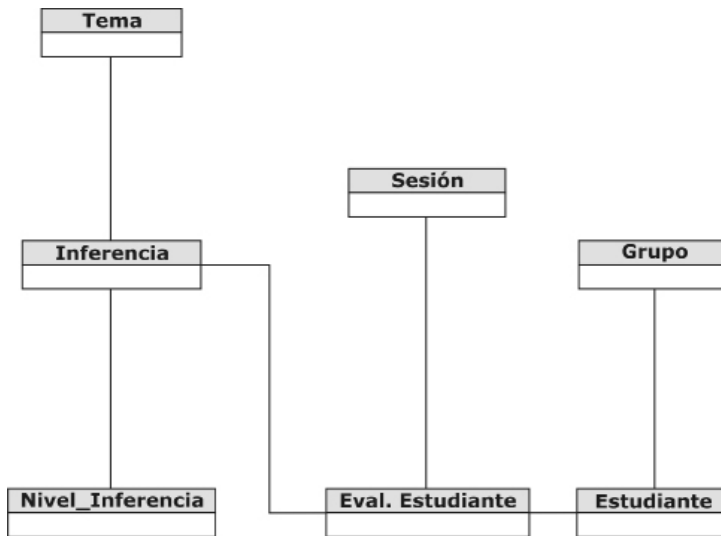 Tema
Sesión
Inferencia
Grupo
Nivel_Inferencia
Eval. Estudiante
Estudiante